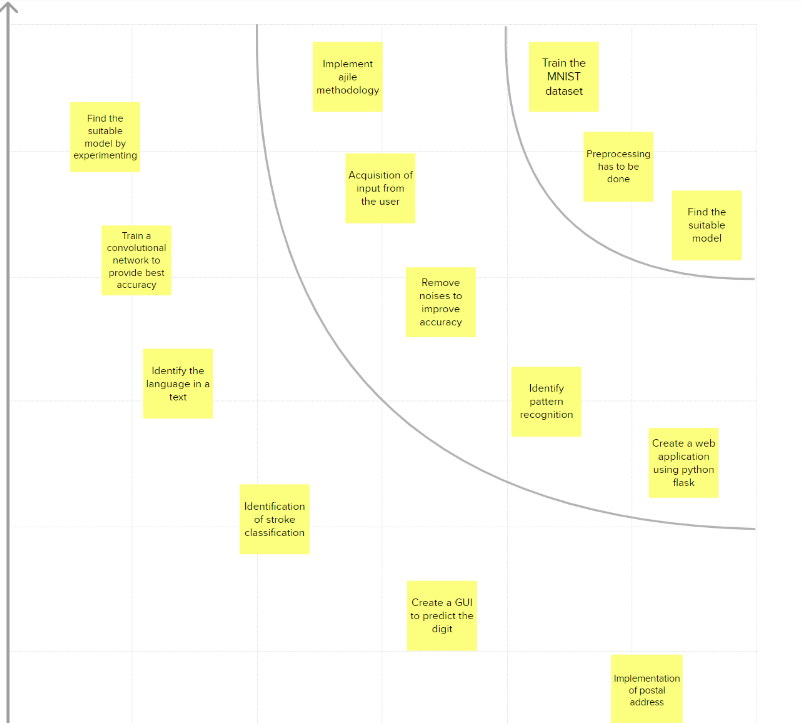 Implement
ajile
methodology
Train the
MNIST
dataset
Find the
suitable
model by
experimenting
Preprocessing
has to be
done
Acquisition of
input from
the user
Find the
suitable
model
Train a
convolutional
network to
provide best
accuracy
Remove
noises to
improve
accuracy
Identify the
language in a
text
Identify
pattern
recognition
Create a web
application
using python
flask
Identification
of stroke
classification
Create a GUI
to predict the
digit
Implementation
of postal
address